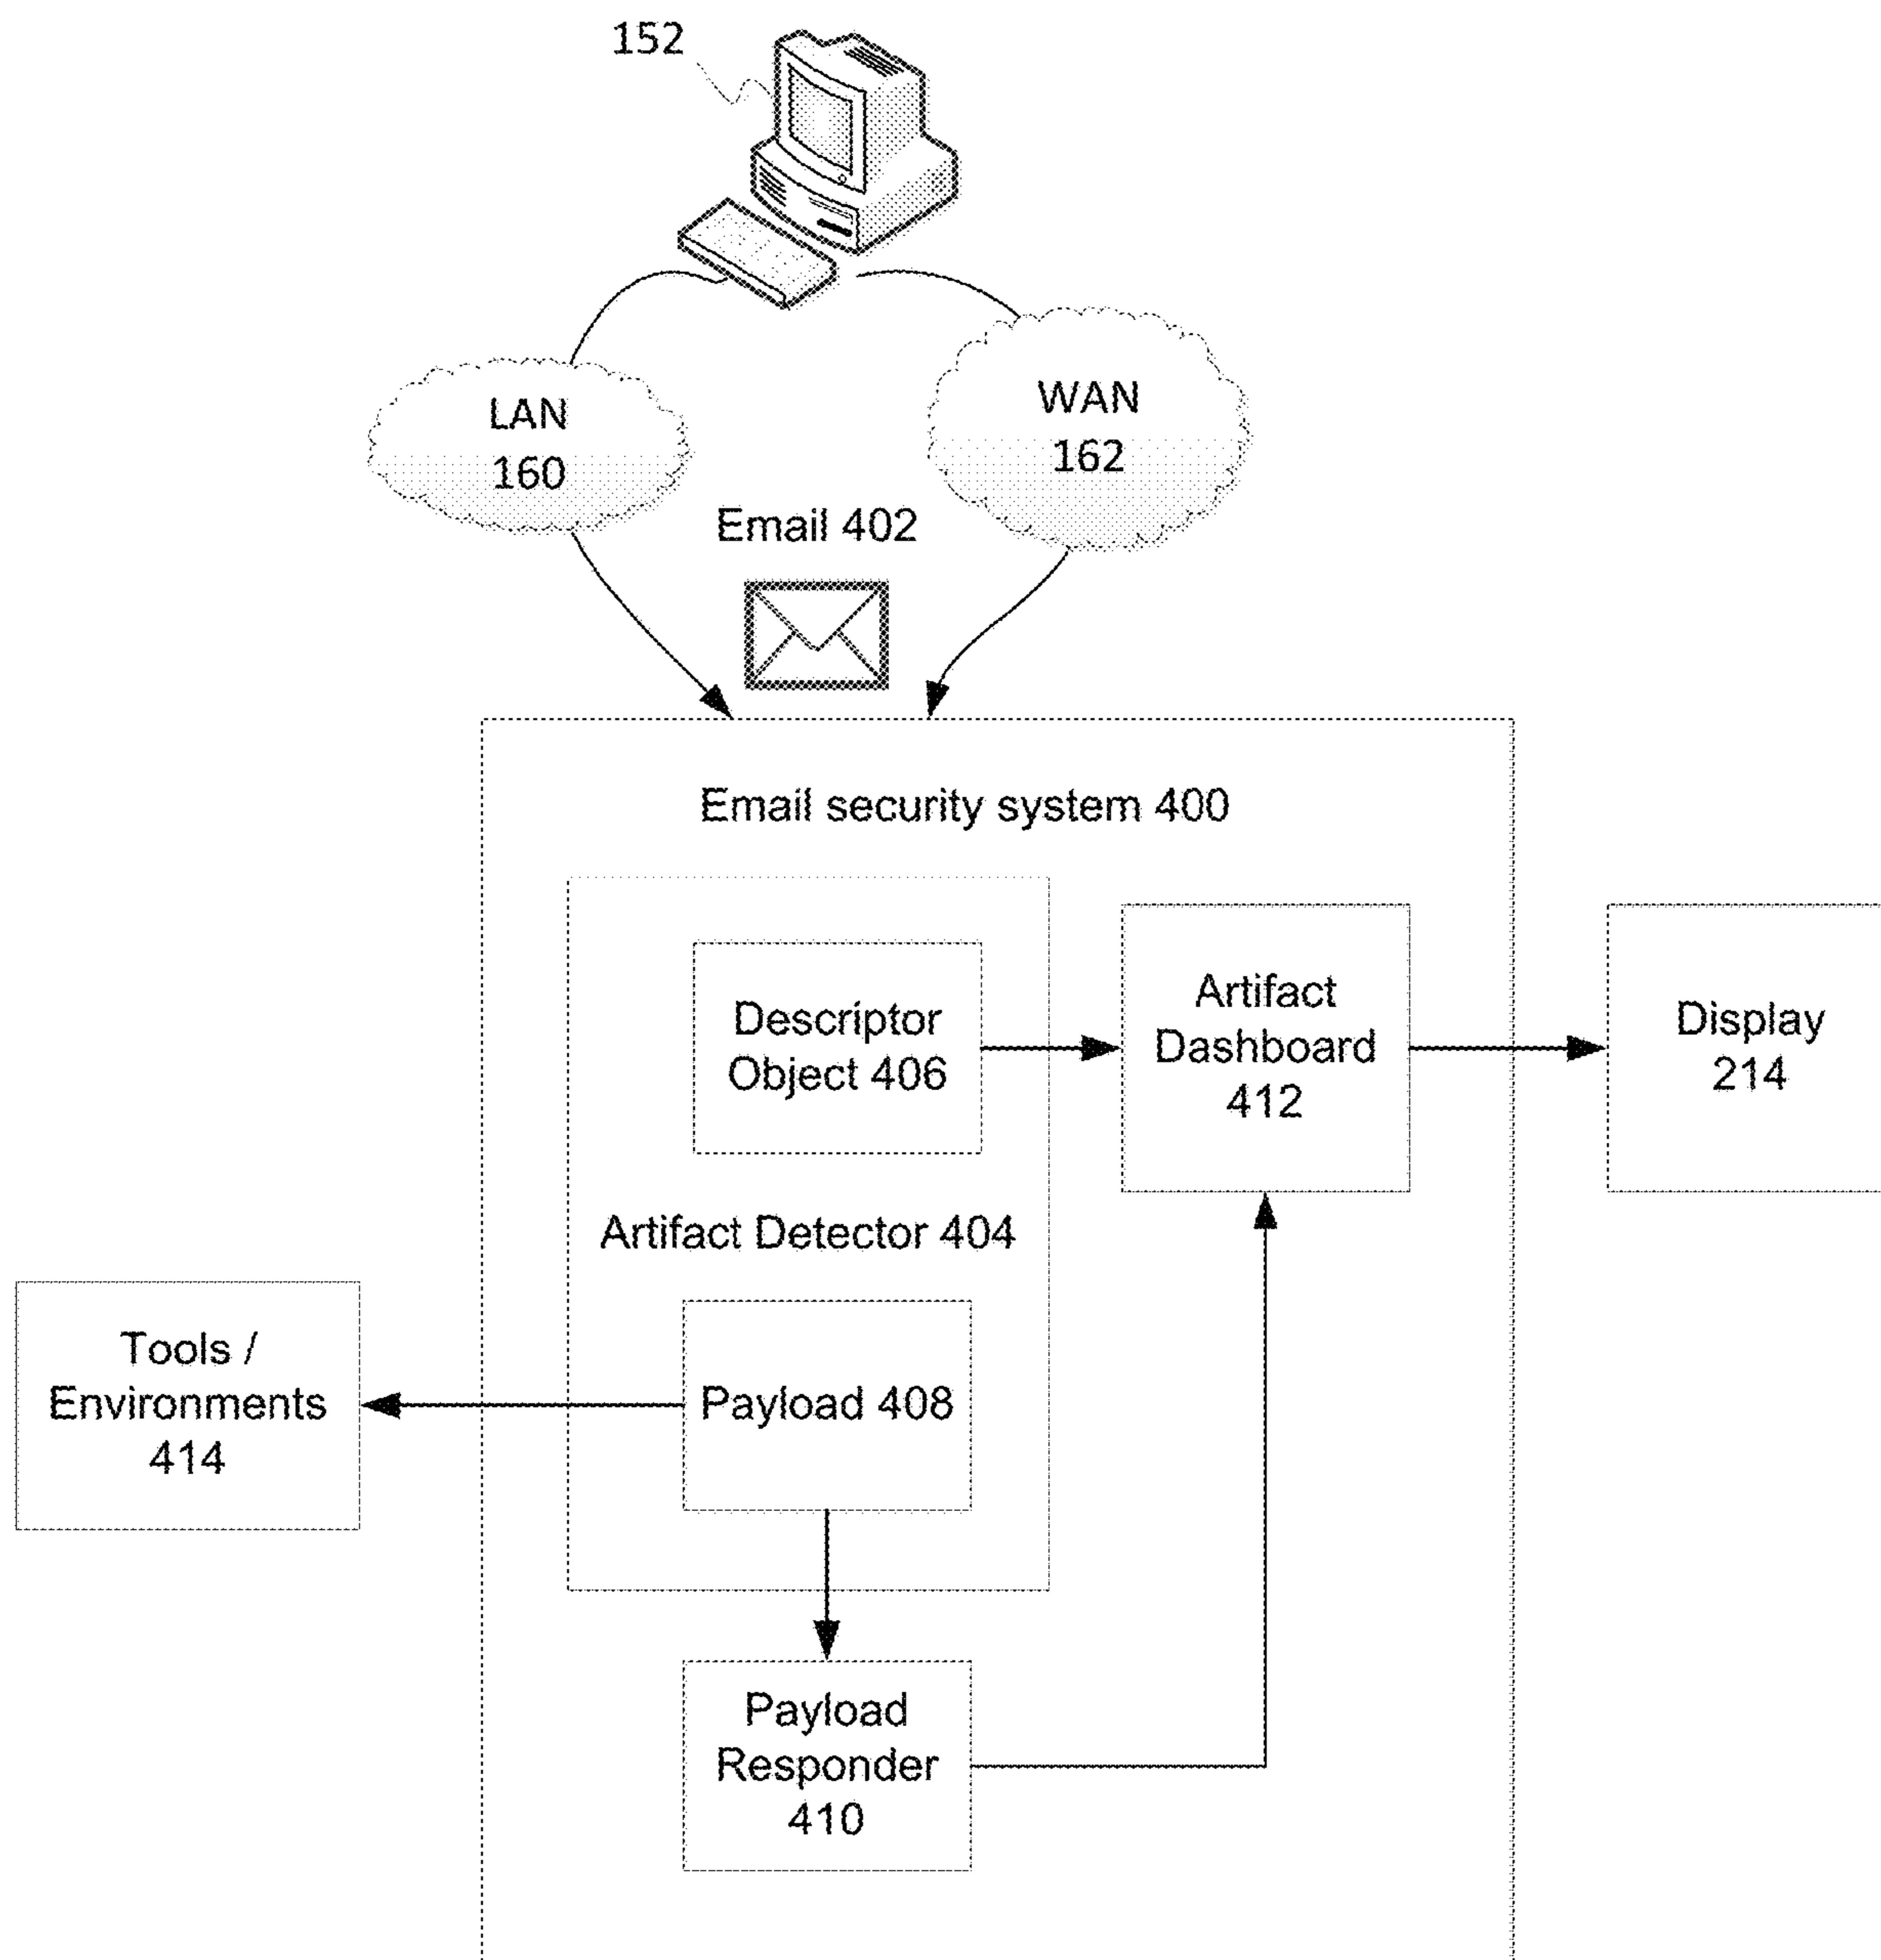 152
LAN
160
WAN
162
Email 402
Email security system 400
Descriptor
Object 406
Artifact
Dashboard
412
Display
214
Artifact Detector 404
Tools /
Environments
414
Payload 408
Payload
Responder
410